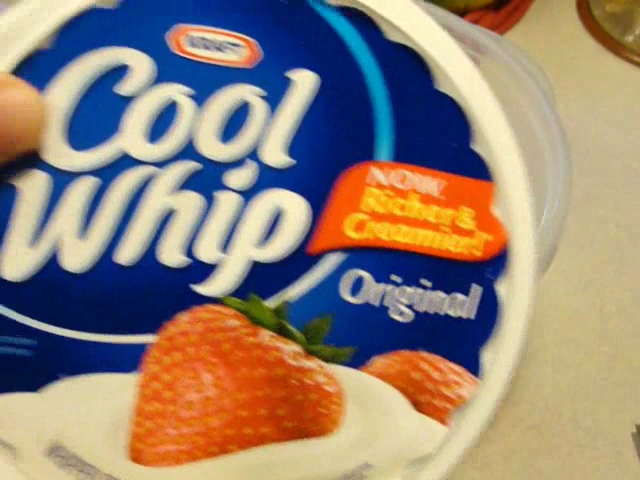 KRAFT
Cool
Whip
NOW
Richer &
Creamier!
Original